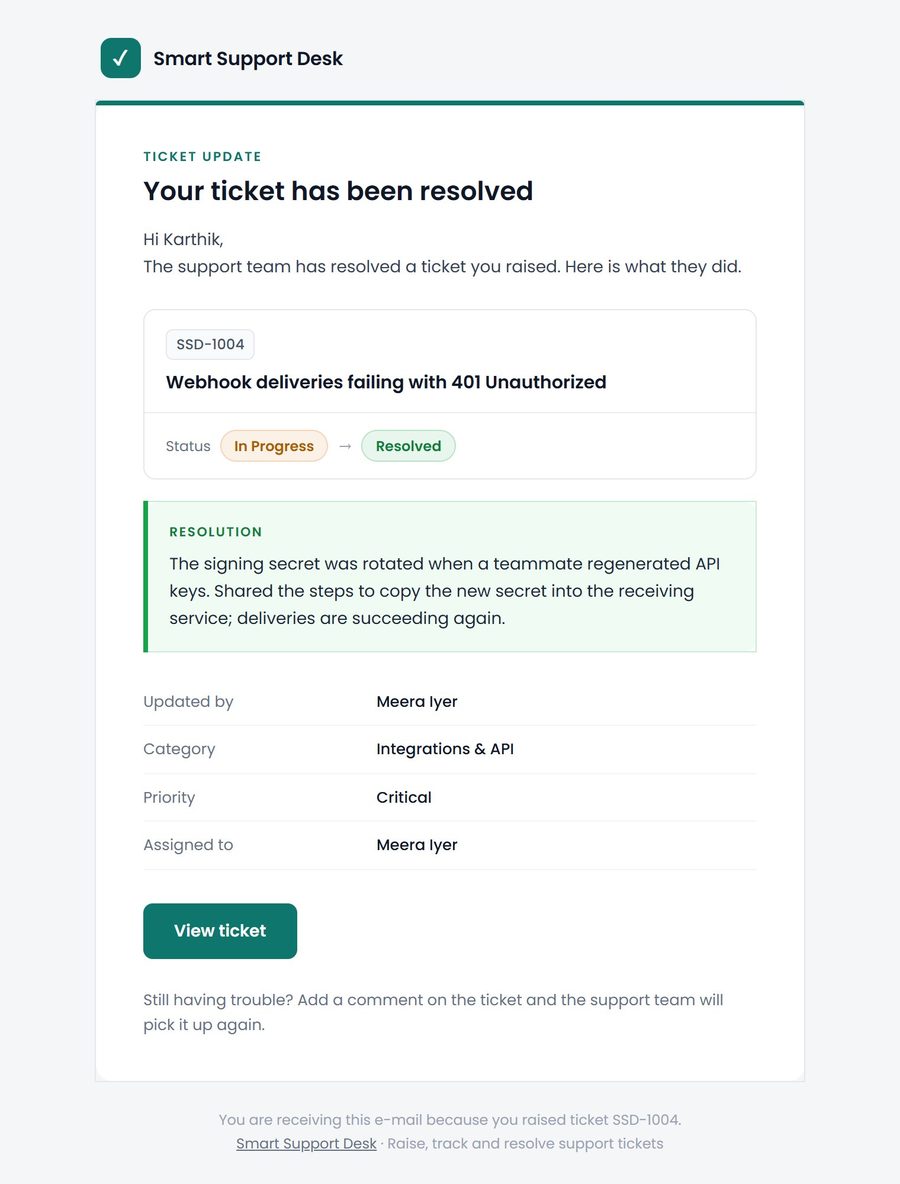 Smart Support Desk
TICKET UPDATE
Your ticket has been resolved
Hi Karthik,
The support team has resolved a ticket you raised. Here is what they did.
SSD-1004
Webhook deliveries failing with 401 Unauthorized
Status In Progress → Resolved
RESOLUTION
The signing secret was rotated when a teammate regenerated API
keys. Shared the steps to copy the new secret into the receiving
service; deliveries are succeeding again.
Updated by Meera Iyer
Category Integrations & API
Priority Critical
Assigned to Meera Iyer
View ticket
Still having trouble? Add a comment on the ticket and the support team will
pick it up again.
You are receiving this e-mail because you raised ticket SSD-1004.
Smart Support Desk · Raise, track and resolve support tickets